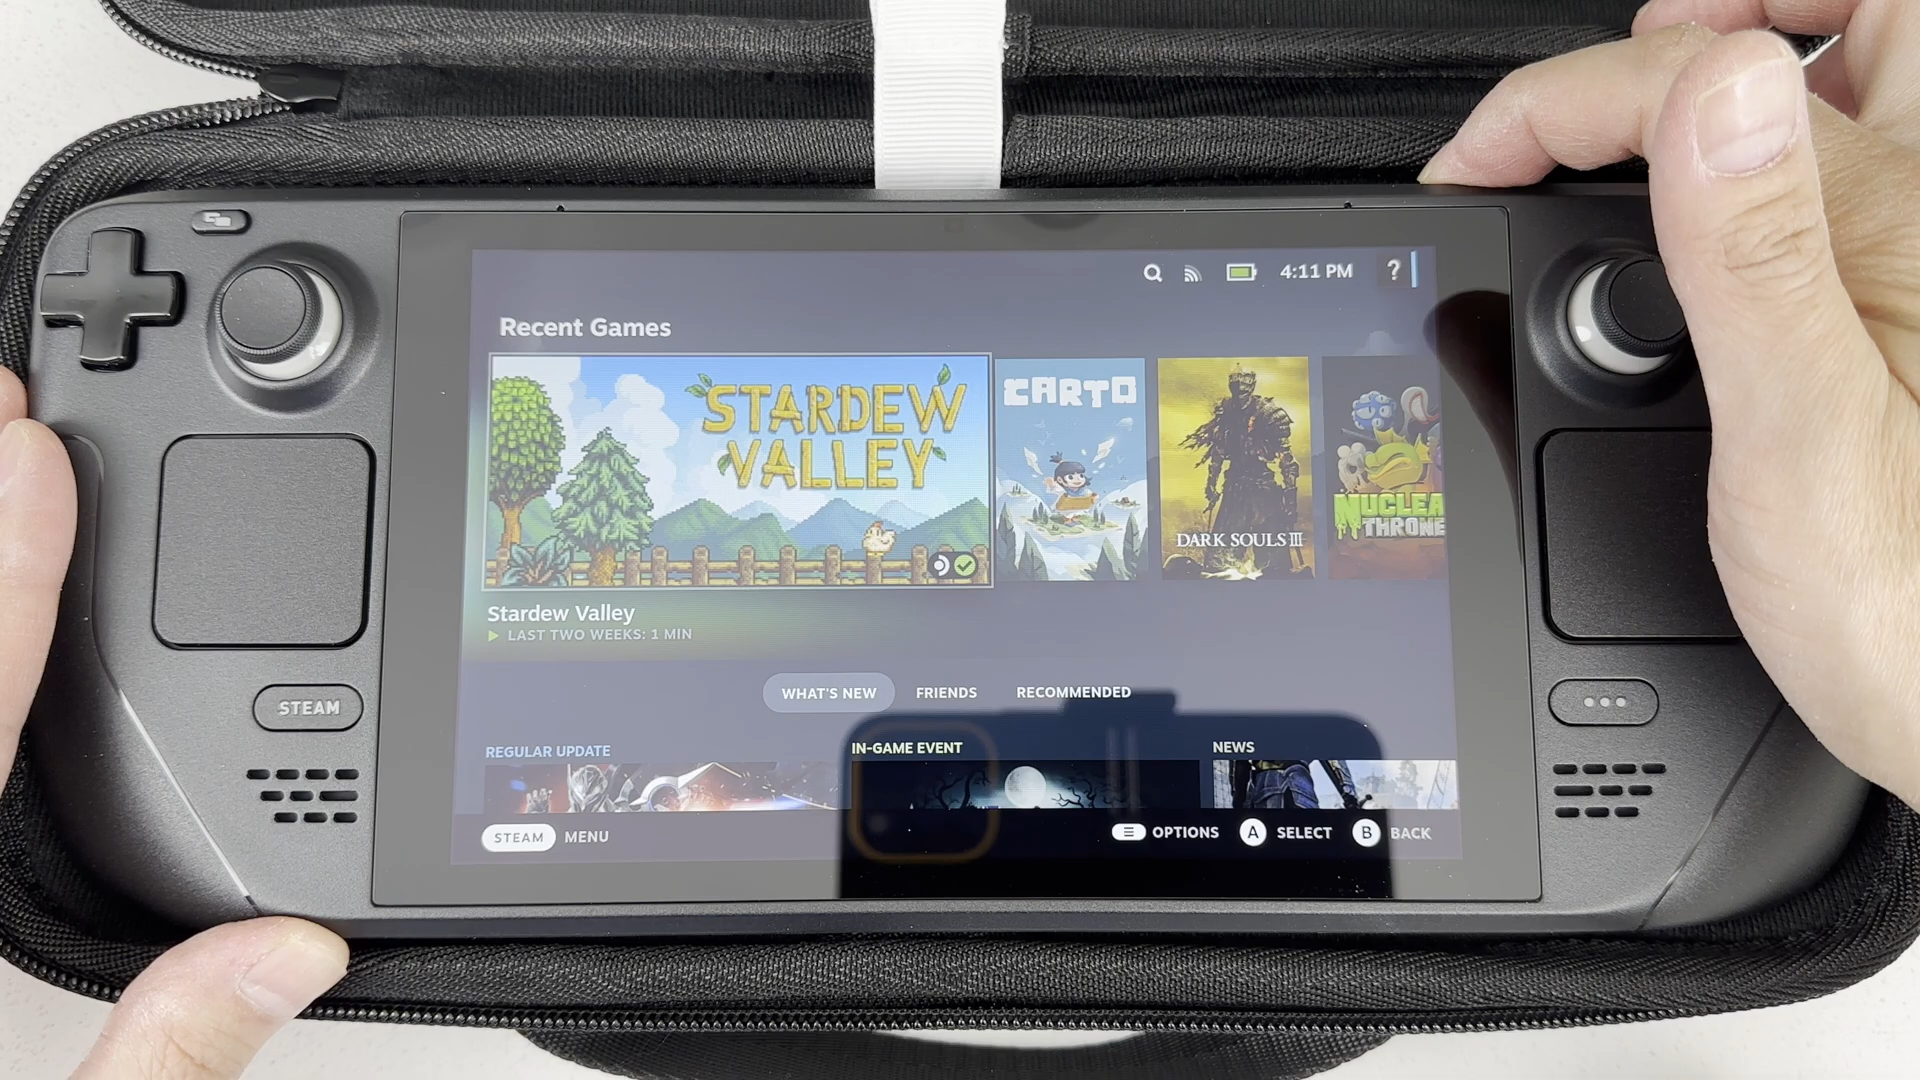 4:11 PM ?
Recent Games
STARDEW
VALLEY
CARTO
DARK SOULS III
NUCLEA
THRONE
Stardew Valley
LAST TWO WEEKS: 1 MIN
WHAT'S NEW FRIENDS RECOMMENDED
STEAM
REGULAR UPDATE IN-GAME EVENT NEWS
STEAM MENU OPTIONS A SELECT B BACK